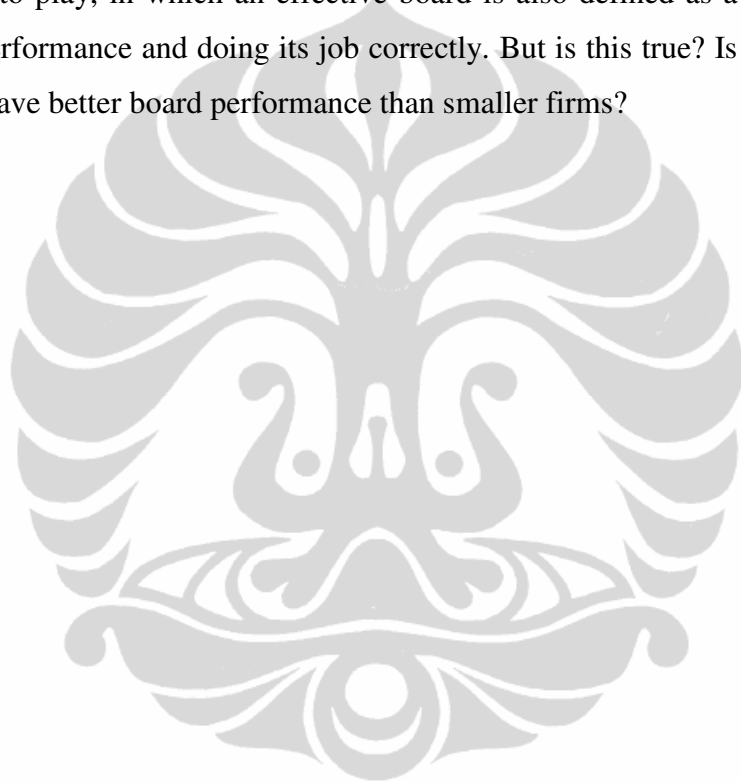 to play, in which an effective board is also defined as a
rformance and doing its job correctly. But is this true? Is
ave better board performance than smaller firms?